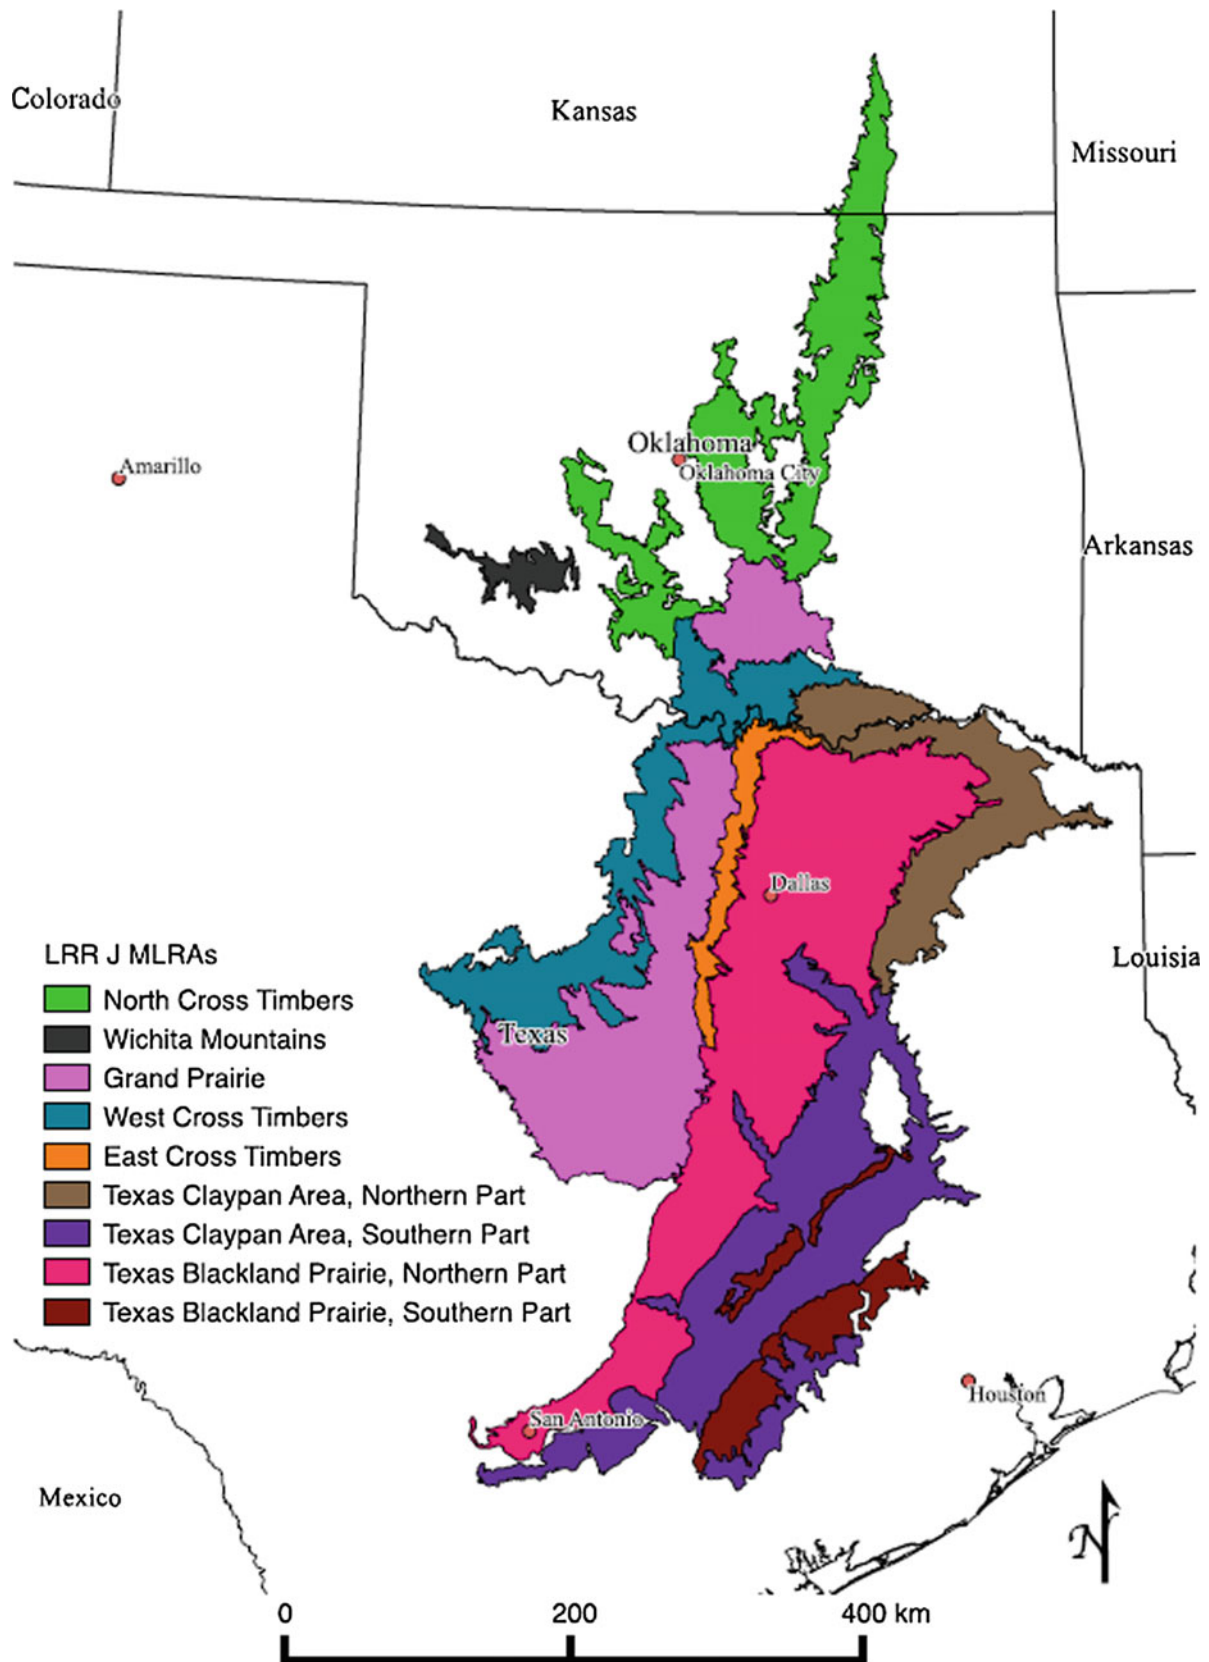 Colorado
Kansas
Missouri
Oklahoma
Amarillo
Oklahoma City
Arkansas
Dallas
LRR J MLRAs
Louisia
North Cross Timbers
Texas
Wichita Mountains
Grand Prairie
West Cross Timbers
East Cross Timbers
Texas Claypan Area, Northern Part
Texas Claypan Area, Southern Part
Texas Blackland Prairie, Northern Part
Texas Blackland Prairie, Southern Part
Houston
San Antonio
Mexico
N
0 200 400 km